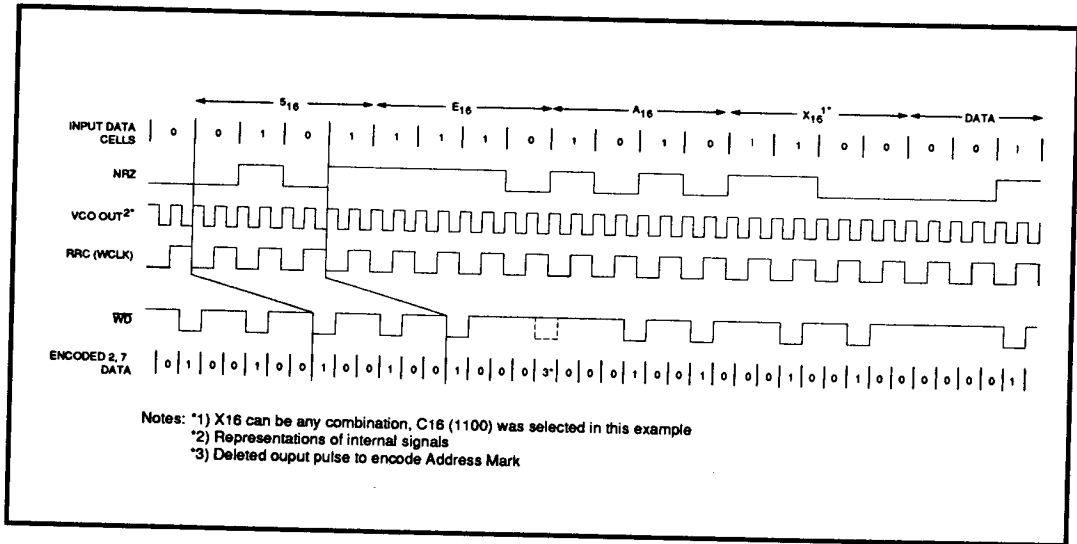 5₁₆ E₁₆ A₁₆ X₁₆¹* DATA
INPUT DATA CELLS 0 0 1 0 1 1 1 1 0 1 0 1 0 1 1 0 0 0 0 1
NRZ
VCO OUT²*
RRC (WCLK)
WD
ENCODED 2, 7 DATA 0 1 0 0 1 0 0 1 0 0 1 0 0 1 0 0 0 3* 0 0 0 1 0 0 1 0 0 0 1 0 0 1 0 0 0 0 0 0 1
Notes: *1) X16 can be any combination, C16 (1100) was selected in this example
*2) Representations of internal signals
*3) Deleted ouput pulse to encode Address Mark